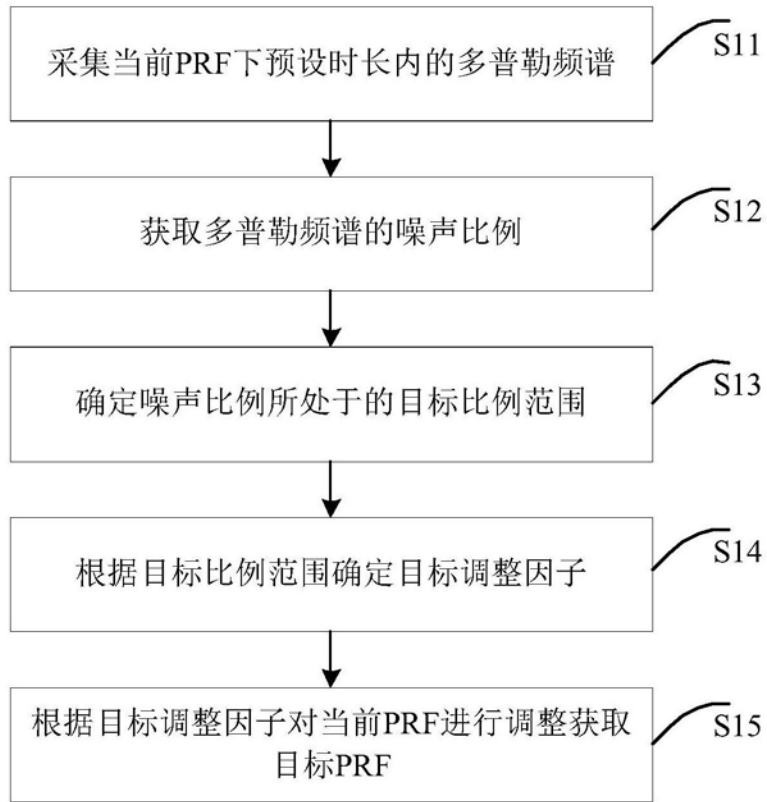 采集当前PRF下预设时长内的多普勒频谱
S11
获取多普勒频谱的噪声比例
S12
确定噪声比例所处于的目标比例范围
S13
根据目标比例范围确定目标调整因子
S14
根据目标调整因子对当前PRF进行调整获取
目标PRF
S15